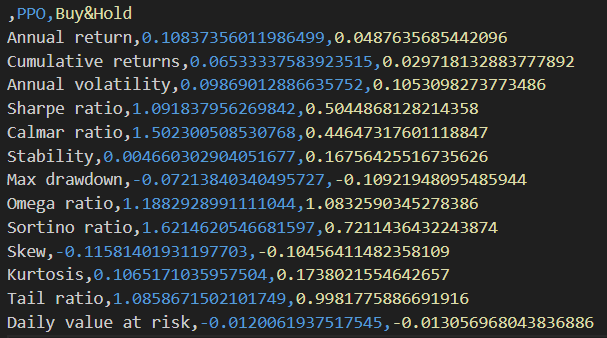 ,PPO,Buy&Hold
Annual return,0.10837356011986499,0.0487635685442096
Cumulative returns,0.06533337583923515,0.029718132883777892
Annual volatility,0.09869012886635752,0.1053098273773486
Sharpe ratio,1.091837956269842,0.5044868128214358
Calmar ratio,1.502300508530768,0.44647317601118847
Stability,0.004660302904051677,0.16756425516735626
Max drawdown,-0.07213840340495727,-0.10921948095485944
Omega ratio,1.1882928991111044,1.0832590345278386
Sortino ratio,1.6214620546681597,0.7211436432243874
Skew,-0.11581401931197703,-0.10456411482358109
Kurtosis,0.1065171035957504,0.1738021554642657
Tail ratio,1.0858671502101749,0.9981775886691916
Daily value at risk,-0.0120061937517545,-0.013056968043836886